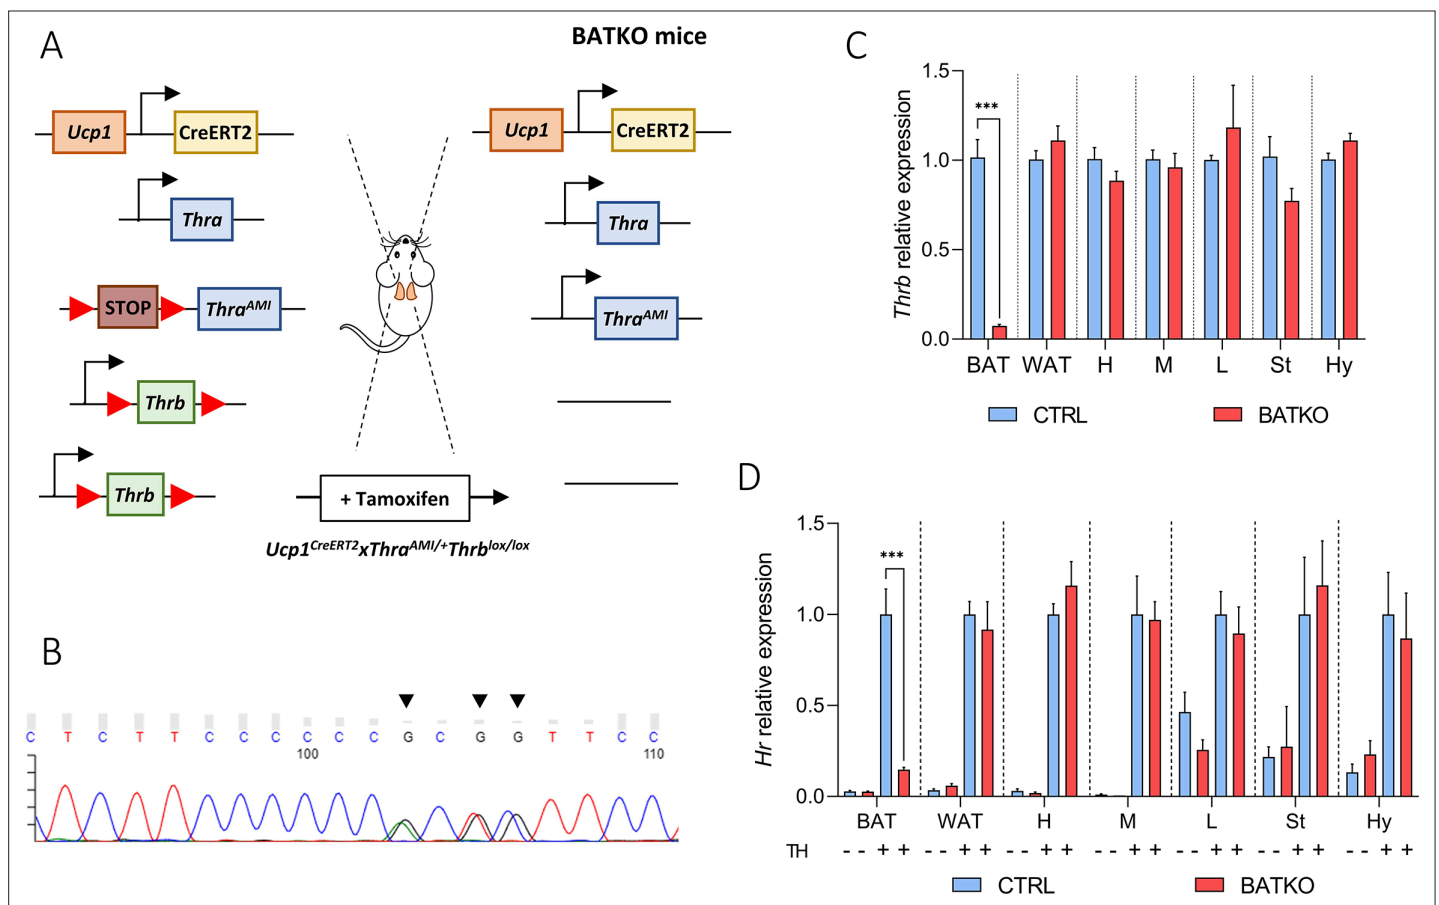 A
BATKO mice
Ucp1 CreERT2
Ucp1 CreERT2
Thra
Thra
STOP Thra^AMI
Thra^AMI
Thrb
Thrb
+ Tamoxifen
Ucp1^CreERT2xThra^AMI/+Thrb^lox/lox
B
C T C T T C C C C C C G C G G T T C C
100 110
C
Thrb relative expression
1.5
1.0
0.5
0.0
***
BAT WAT H M L St Hy
CTRL BATKO
D
Hr relative expression
1.5
1.0
0.5
0.0
***
BAT WAT H M L St Hy
TH - - + + - - + + - - + + - - + + - - + + - - + + - - + +
CTRL BATKO